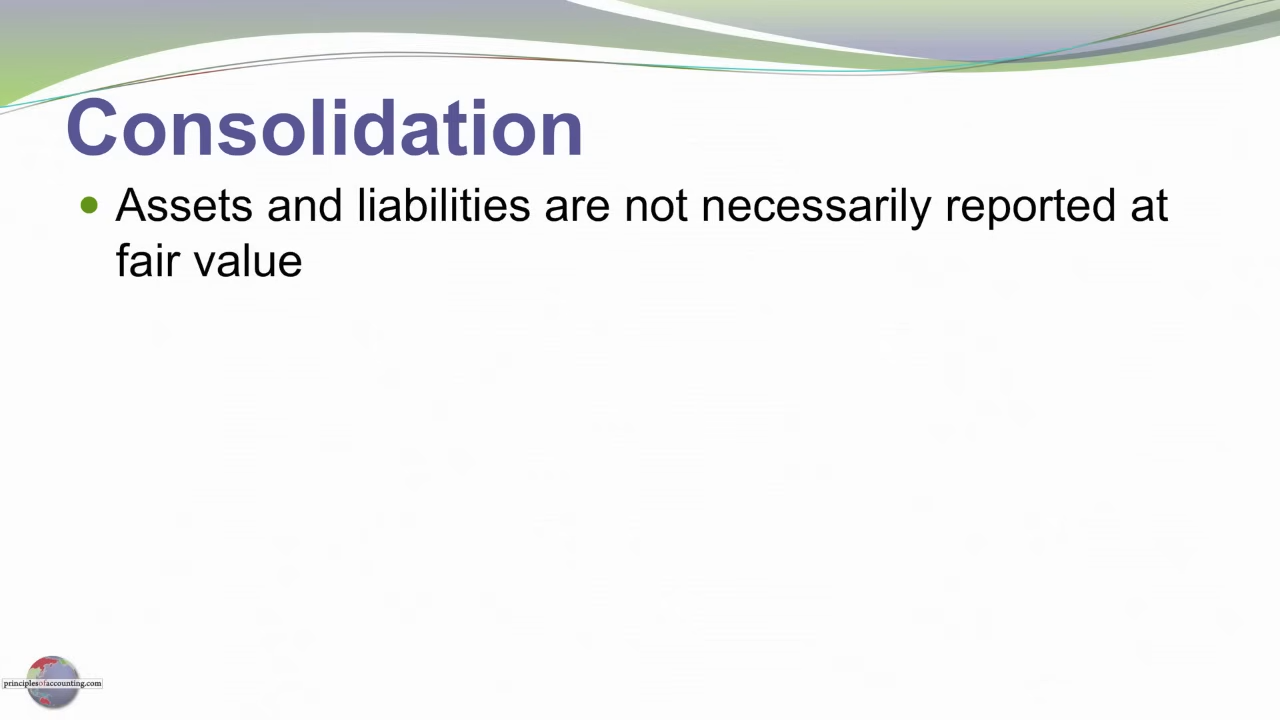 Consolidation
Assets and liabilities are not necessarily reported at
fair value
principlesofaccounting.com